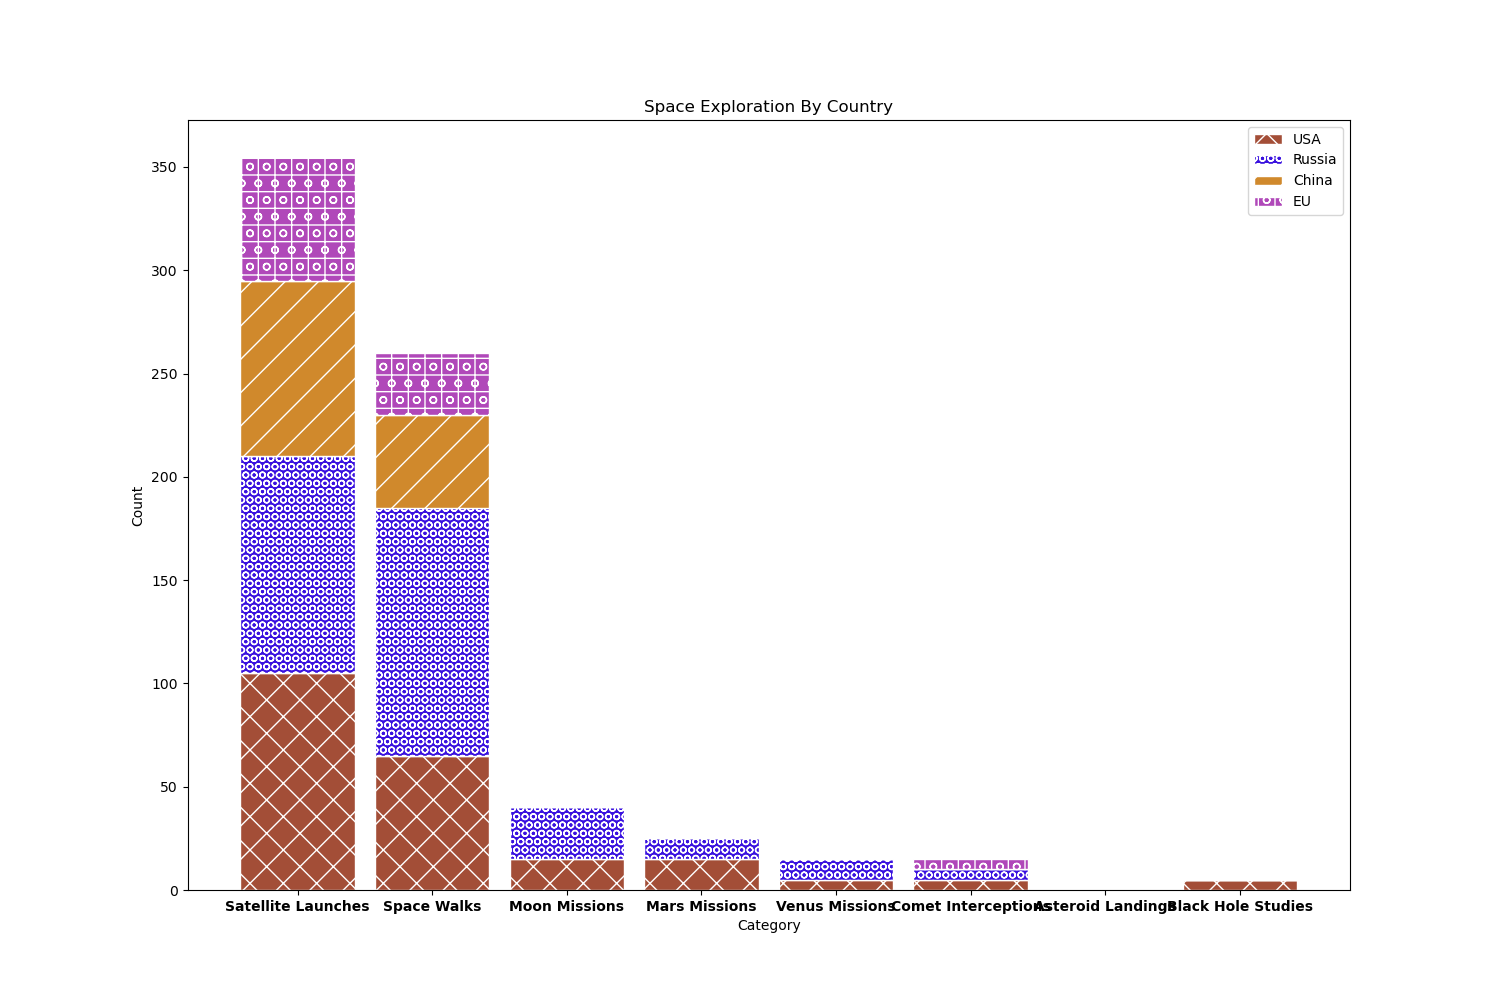 Space Exploration By Country
USA
Russia
China
EU
350
300
250
200
150
100
50
0
Count
Satellite Launches
Space Walks
Moon Missions
Mars Missions
Venus Missions
Comet Interceptions
Asteroid Landings
Black Hole Studies
Category